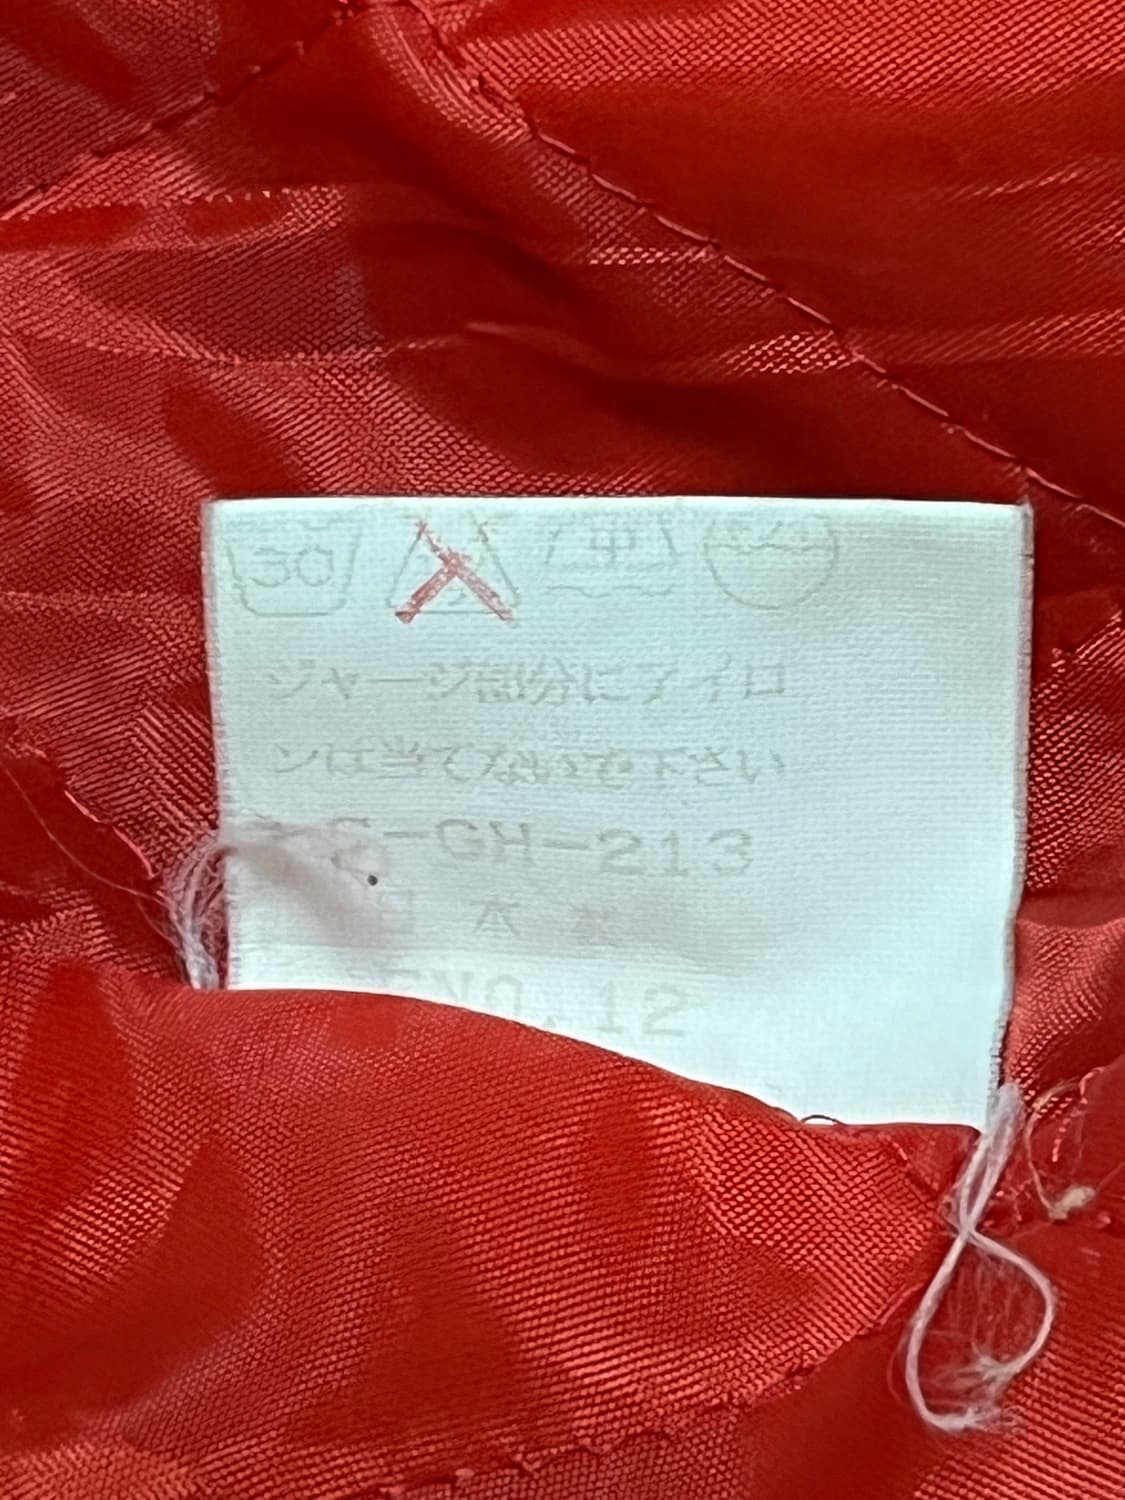 30 中
ジャージ部分にアイロ
ンは当てないで下さい
S-GH-213
日本製
NO.12